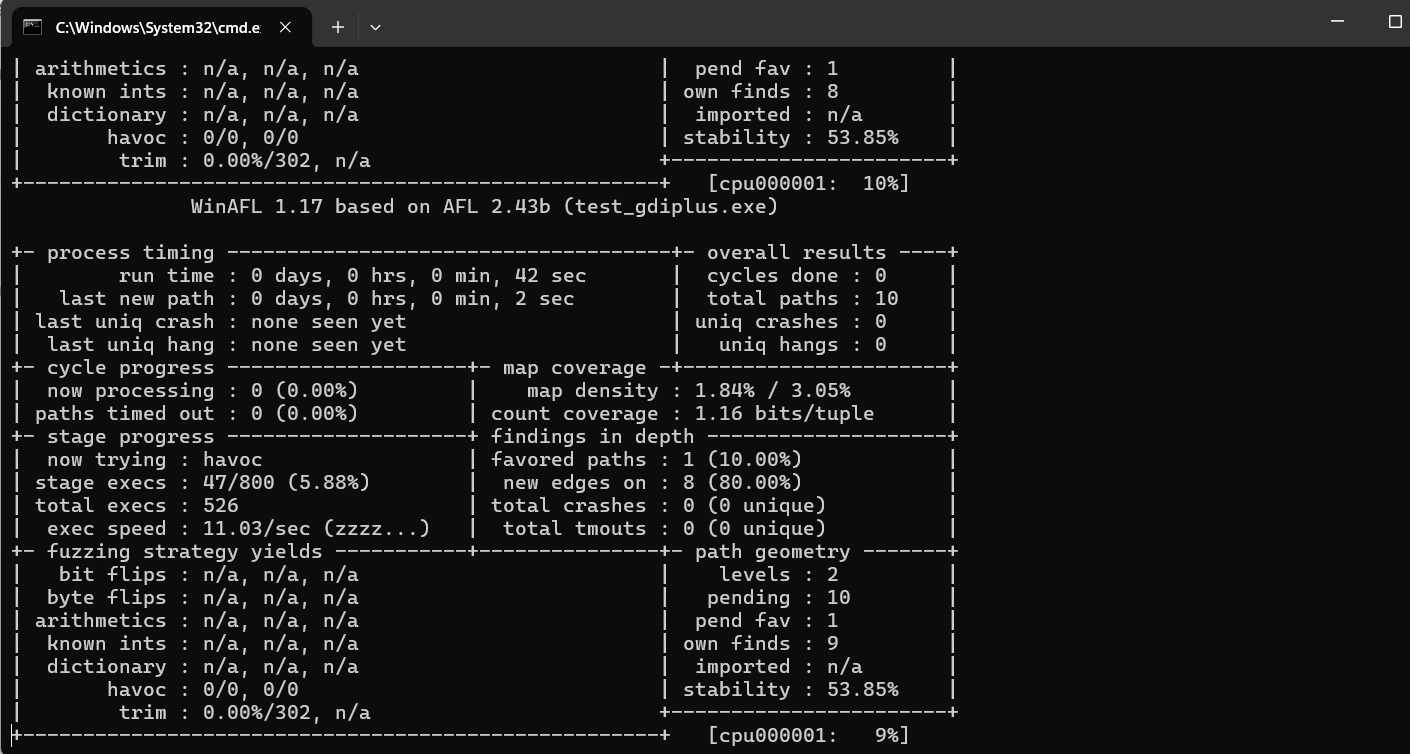 C:\Windows\System32\cmd.e
| arithmetics : n/a, n/a, n/a                         |  pend fav : 1         |
|  known ints : n/a, n/a, n/a                         | own finds : 8         |
|  dictionary : n/a, n/a, n/a                         |  imported : n/a       |
|       havoc : 0/0, 0/0                              | stability : 53.85%    |
|        trim : 0.00%/302, n/a                        +-----------------------+
+-----------------------------------------------------+   [cpu000001:  10%]
               WinAFL 1.17 based on AFL 2.43b (test_gdiplus.exe)
+- process timing -------------------------------------+- overall results ----+
|        run time : 0 days, 0 hrs, 0 min, 42 sec       |  cycles done : 0     |
|   last new path : 0 days, 0 hrs, 0 min, 2 sec        |  total paths : 10    |
| last uniq crash : none seen yet                      | uniq crashes : 0     |
|  last uniq hang : none seen yet                      |   uniq hangs : 0     |
+- cycle progress --------------------+- map coverage -+----------------------+
|  now processing : 0 (0.00%)         |    map density : 1.84% / 3.05%        |
| paths timed out : 0 (0.00%)         | count coverage : 1.16 bits/tuple      |
+- stage progress --------------------+ findings in depth --------------------+
|  now trying : havoc                 | favored paths : 1 (10.00%)            |
| stage execs : 47/800 (5.88%)        |  new edges on : 8 (80.00%)            |
| total execs : 526                   | total crashes : 0 (0 unique)          |
|  exec speed : 11.03/sec (zzzz...)   |  total tmouts : 0 (0 unique)          |
+- fuzzing strategy yields -----------+---------------+- path geometry -------+
|   bit flips : n/a, n/a, n/a                         |    levels : 2         |
|  byte flips : n/a, n/a, n/a                         |   pending : 10        |
| arithmetics : n/a, n/a, n/a                         |  pend fav : 1         |
|  known ints : n/a, n/a, n/a                         | own finds : 9         |
|  dictionary : n/a, n/a, n/a                         |  imported : n/a       |
|       havoc : 0/0, 0/0                              | stability : 53.85%    |
|        trim : 0.00%/302, n/a                        +-----------------------+
+-----------------------------------------------------+   [cpu000001:   9%]